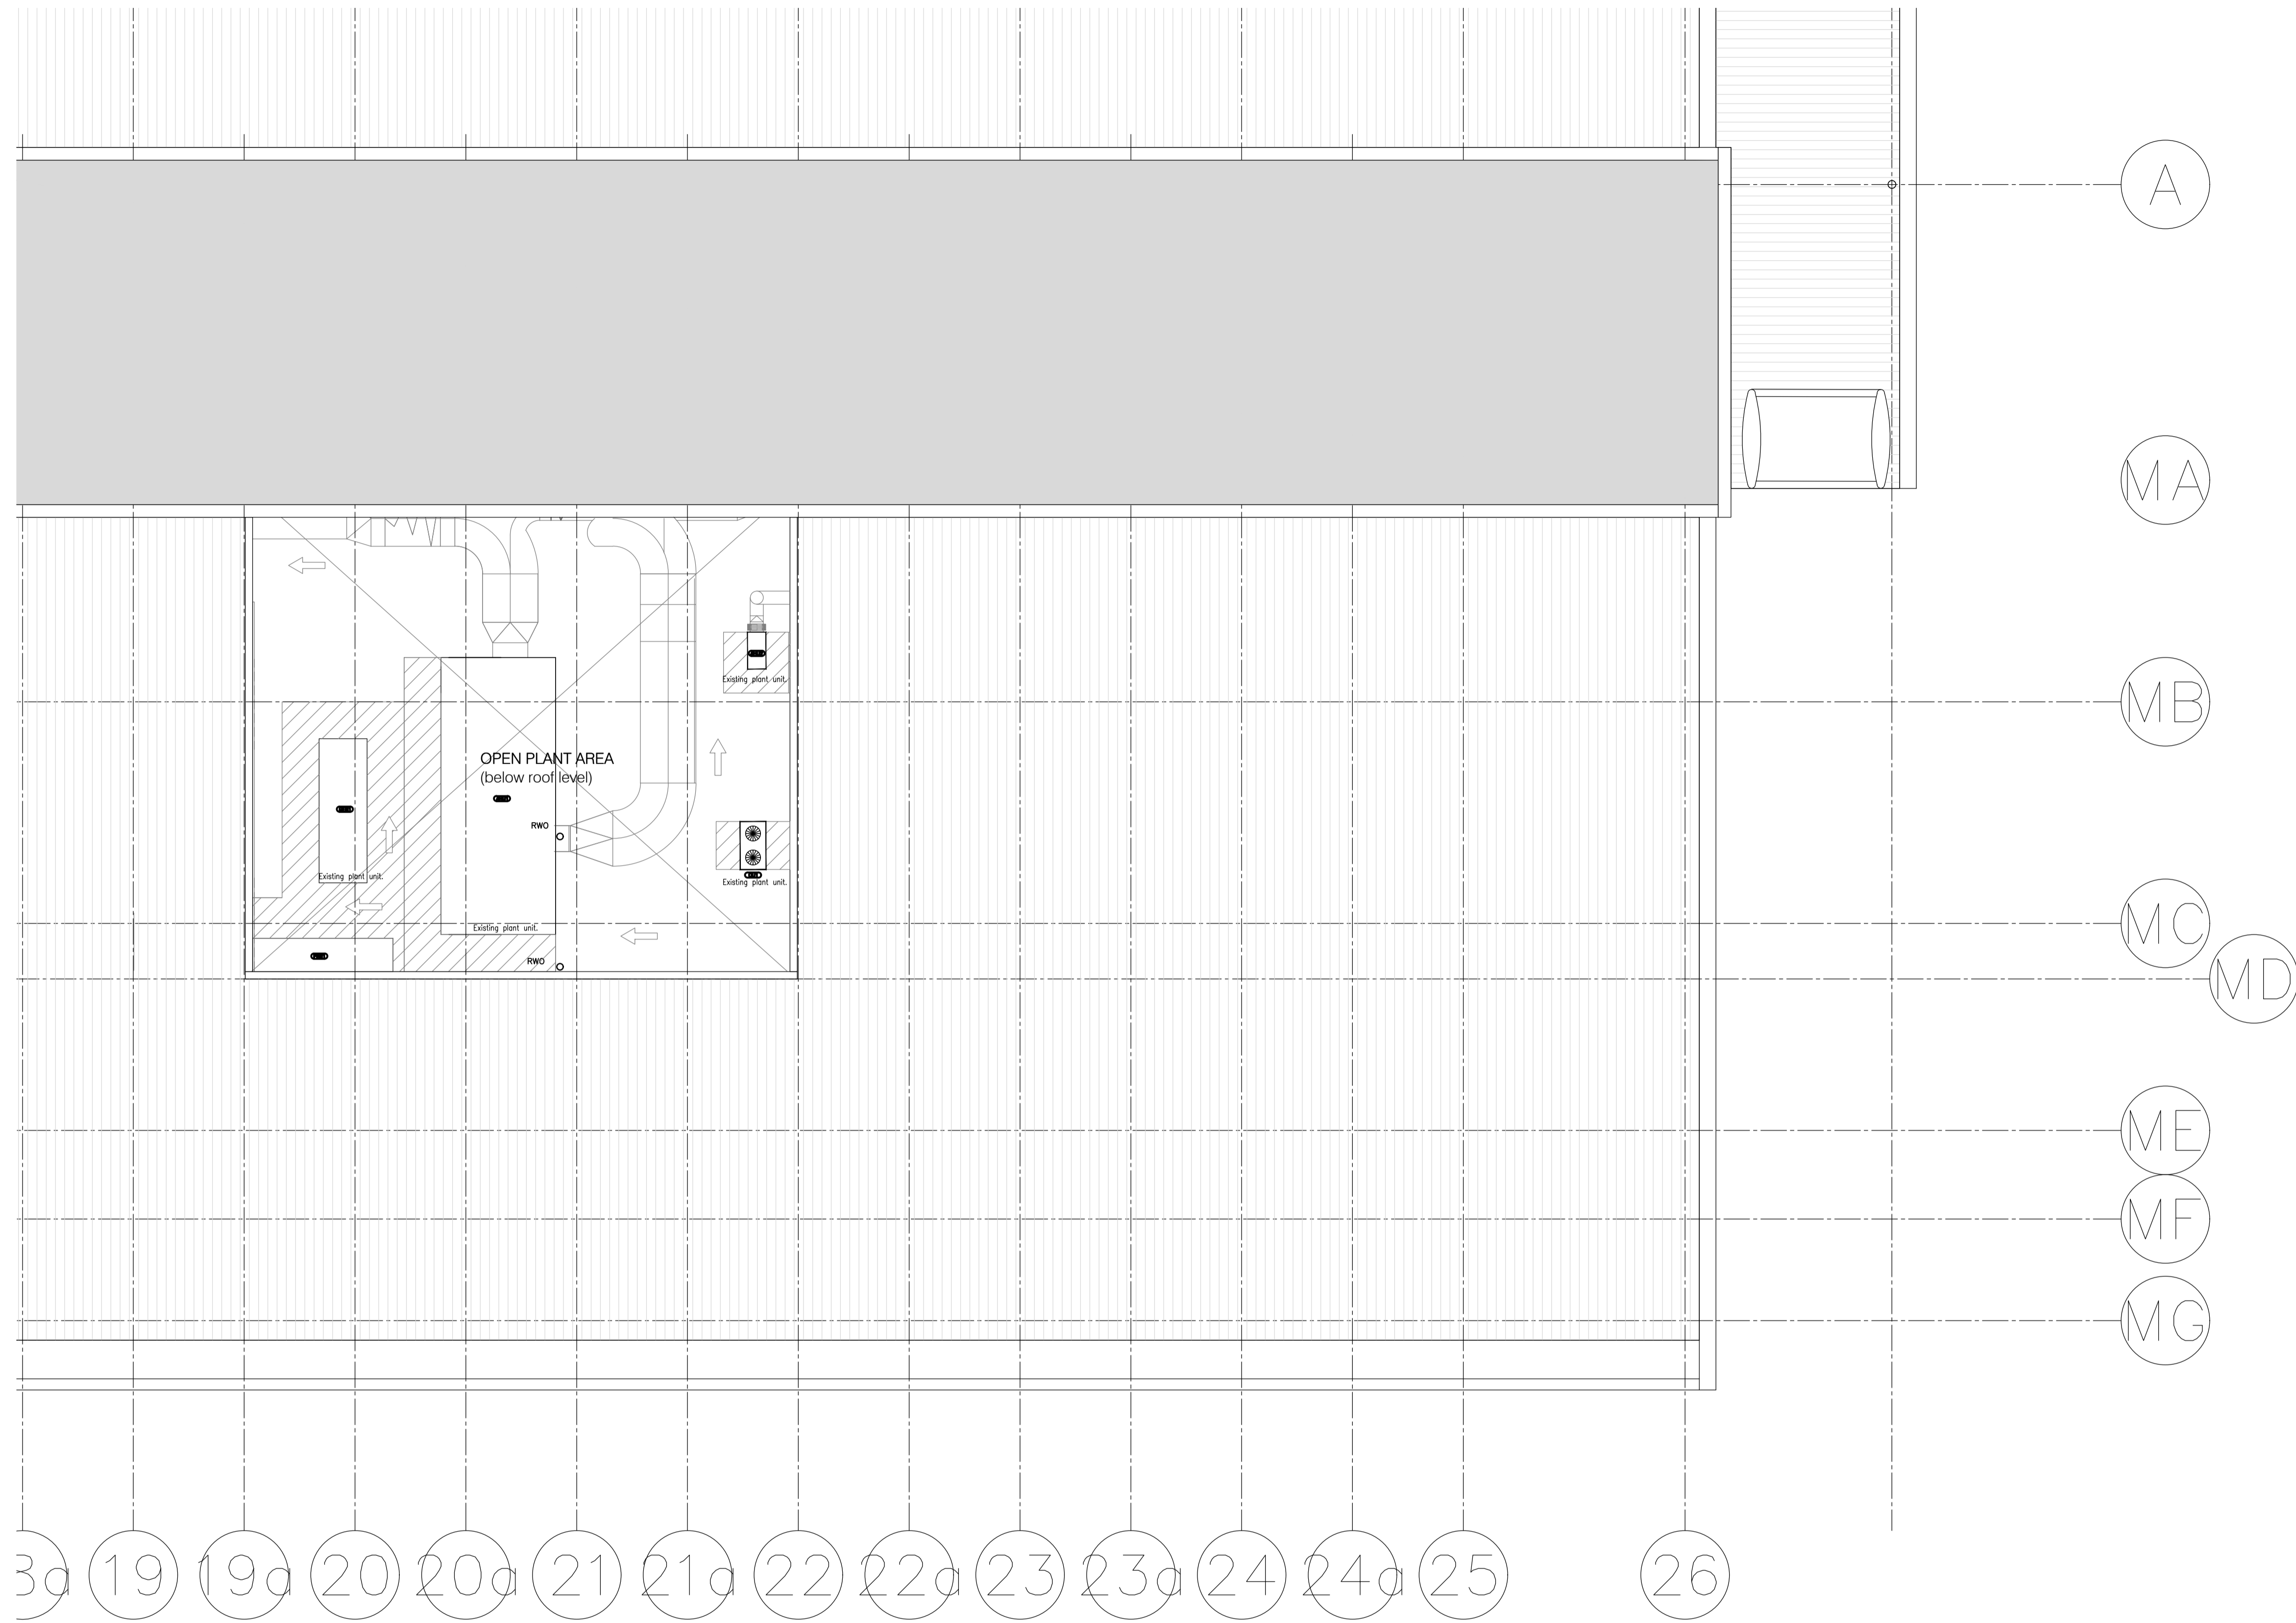 A
MA
Existing plant unit.
MB
OPEN PLANT AREA
(below roof level)
RWO
Existing plant unit.
Existing plant unit.
MC
Existing plant unit.
RWO
MD
ME
MF
MG
19 19a 20 20a 21 21a 22 22a 23 23a 24 24a 25 26